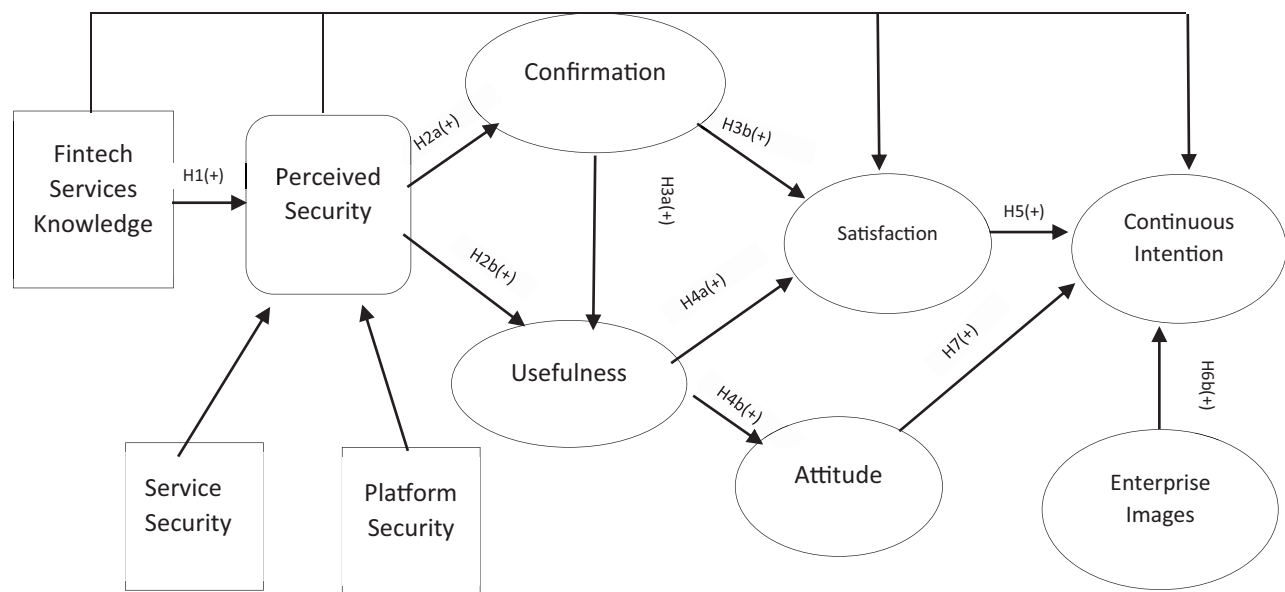 Confirmation
Fintech
Services
Knowledge
H1(+)
Perceived
Security
H2a(+)
H2b(+)
H3a(+)
H3b(+)
Satisfaction
H5(+)
Continuous
Intention
Usefulness
H4a(+)
H4b(+)
H7(+)
H6b(+)
Service
Security
Platform
Security
Attitude
Enterprise
Images